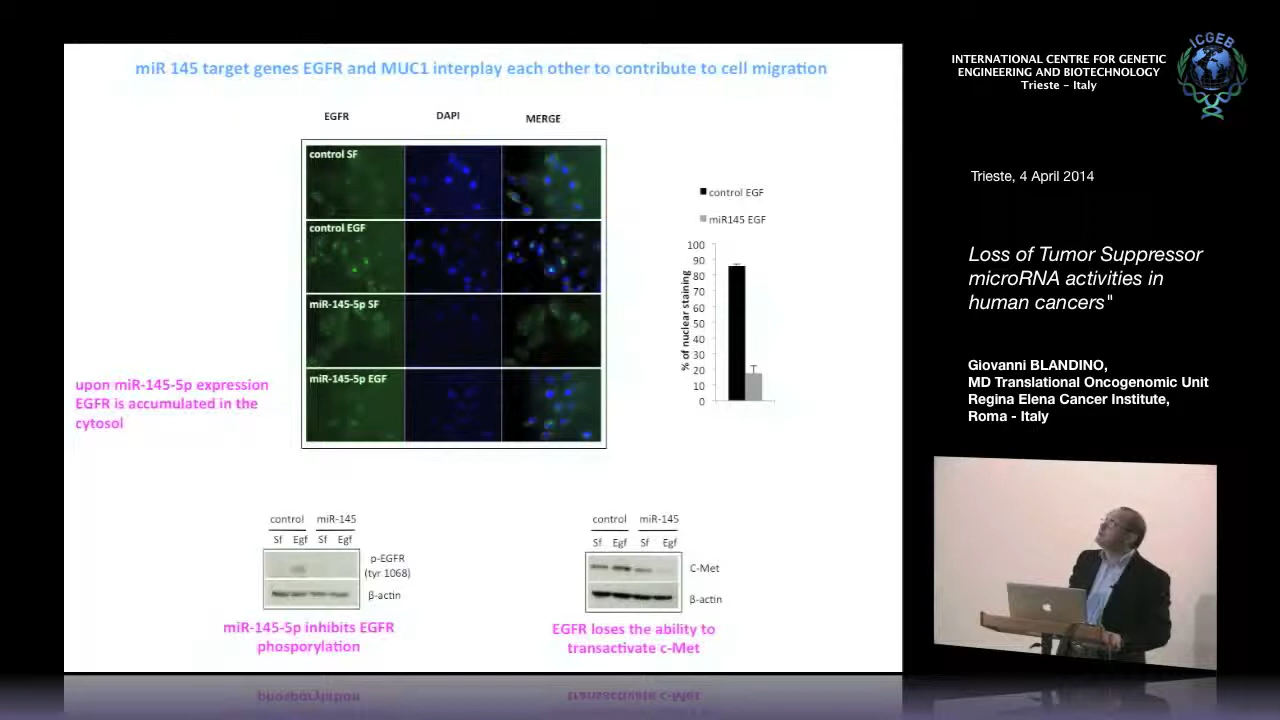 miR 145 target genes EGFR and MUC1 interplay each other to contribute to cell migration
EGFR
DAPI
MERGE
control SF
control EGF
miR-145-5p SF
miR-145-5p EGF
upon miR-145-5p expression
EGFR is accumulated in the
cytosol
control EGF
miR145 EGF
% of nuclear staining
100
90
80
70
60
50
40
30
20
10
0
control
miR-145
Sf
Egf
Sf
Egf
p-EGFR
(tyr 1068)
β-actin
miR-145-5p inhibits EGFR
phosporylation
control
miR-145
Sf
Egf
Sf
Egf
C-Met
β-actin
EGFR loses the ability to
transactivate c-Met
INTERNATIONAL CENTRE FOR GENETIC
ENGINEERING AND BIOTECHNOLOGY
Trieste - Italy
ICGEB
Trieste, 4 April 2014
Loss of Tumor Suppressor
microRNA activities in
human cancers"
Giovanni BLANDINO,
MD Translational Oncogenomic Unit
Regina Elena Cancer Institute,
Roma - Italy